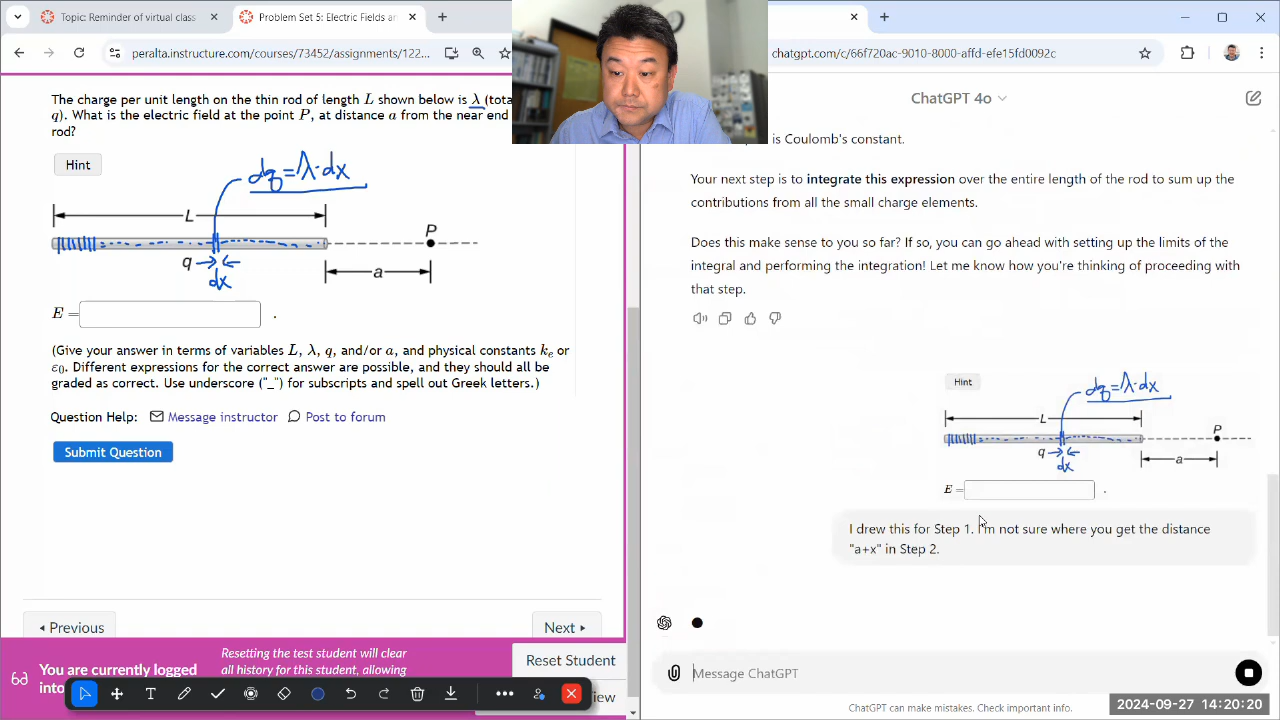 Topic Reminder of virtual class
Problem Set 5: Electric Fields ar
peralta.instructure.com/courses/73452/assignments/122...
chatgpt.com/c/66f720ac-9010-8000-affd-efe15fd0092c
The charge per unit length on the thin rod of length L shown below is λ (tota
q). What is the electric field at the point P, at distance a from the near end
rod?
Hint
dq=λ·dx
L
P
q
a
dx
E =
.
(Give your answer in terms of variables L, λ, q, and/or a, and physical constants kₑ or
ε₀. Different expressions for the correct answer are possible, and they should all be
graded as correct. Use underscore ("_") for subscripts and spell out Greek letters.)
Question Help: Message instructor Post to forum
Submit Question
Previous
Next
You are currently logged
into
Resetting the test student will clear
all history for this student, allowing
Reset Student
iew
ChatGPT 4o
is Coulomb's constant.
Your next step is to integrate this expression over the entire length of the rod to sum up the
contributions from all the small charge elements.
Does this make sense to you so far? If so, you can go ahead with setting up the limits of the
integral and performing the integration! Let me know how you're thinking of proceeding with
that step.
Hint
dq=λ·dx
L
P
q
a
dx
E =
.
I drew this for Step 1. I'm not sure where you get the distance
"a+x" in Step 2.
Message ChatGPT
ChatGPT can make mistakes. Check important info.
2024-09-27 14:20:20